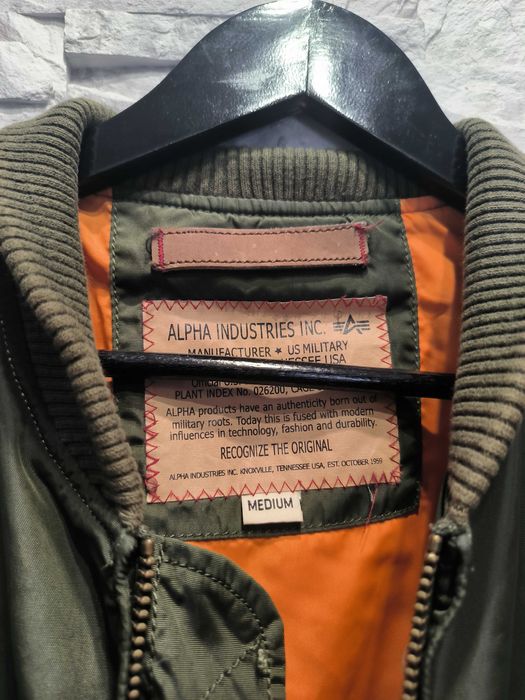 ALPHA INDUSTRIES INC.
MANUFACTURER ★ US MILITARY
USA
PLANT INDEX No. 026200,
ALPHA products have an authenticity born out of
military roots. Today this is fused with modern
influences in technology, fashion and durability.
RECOGNIZE THE ORIGINAL
ALPHA INDUSTRIES INC. KNOXVILLE, TENNESSEE USA, EST. OCTOBER 1959
MEDIUM